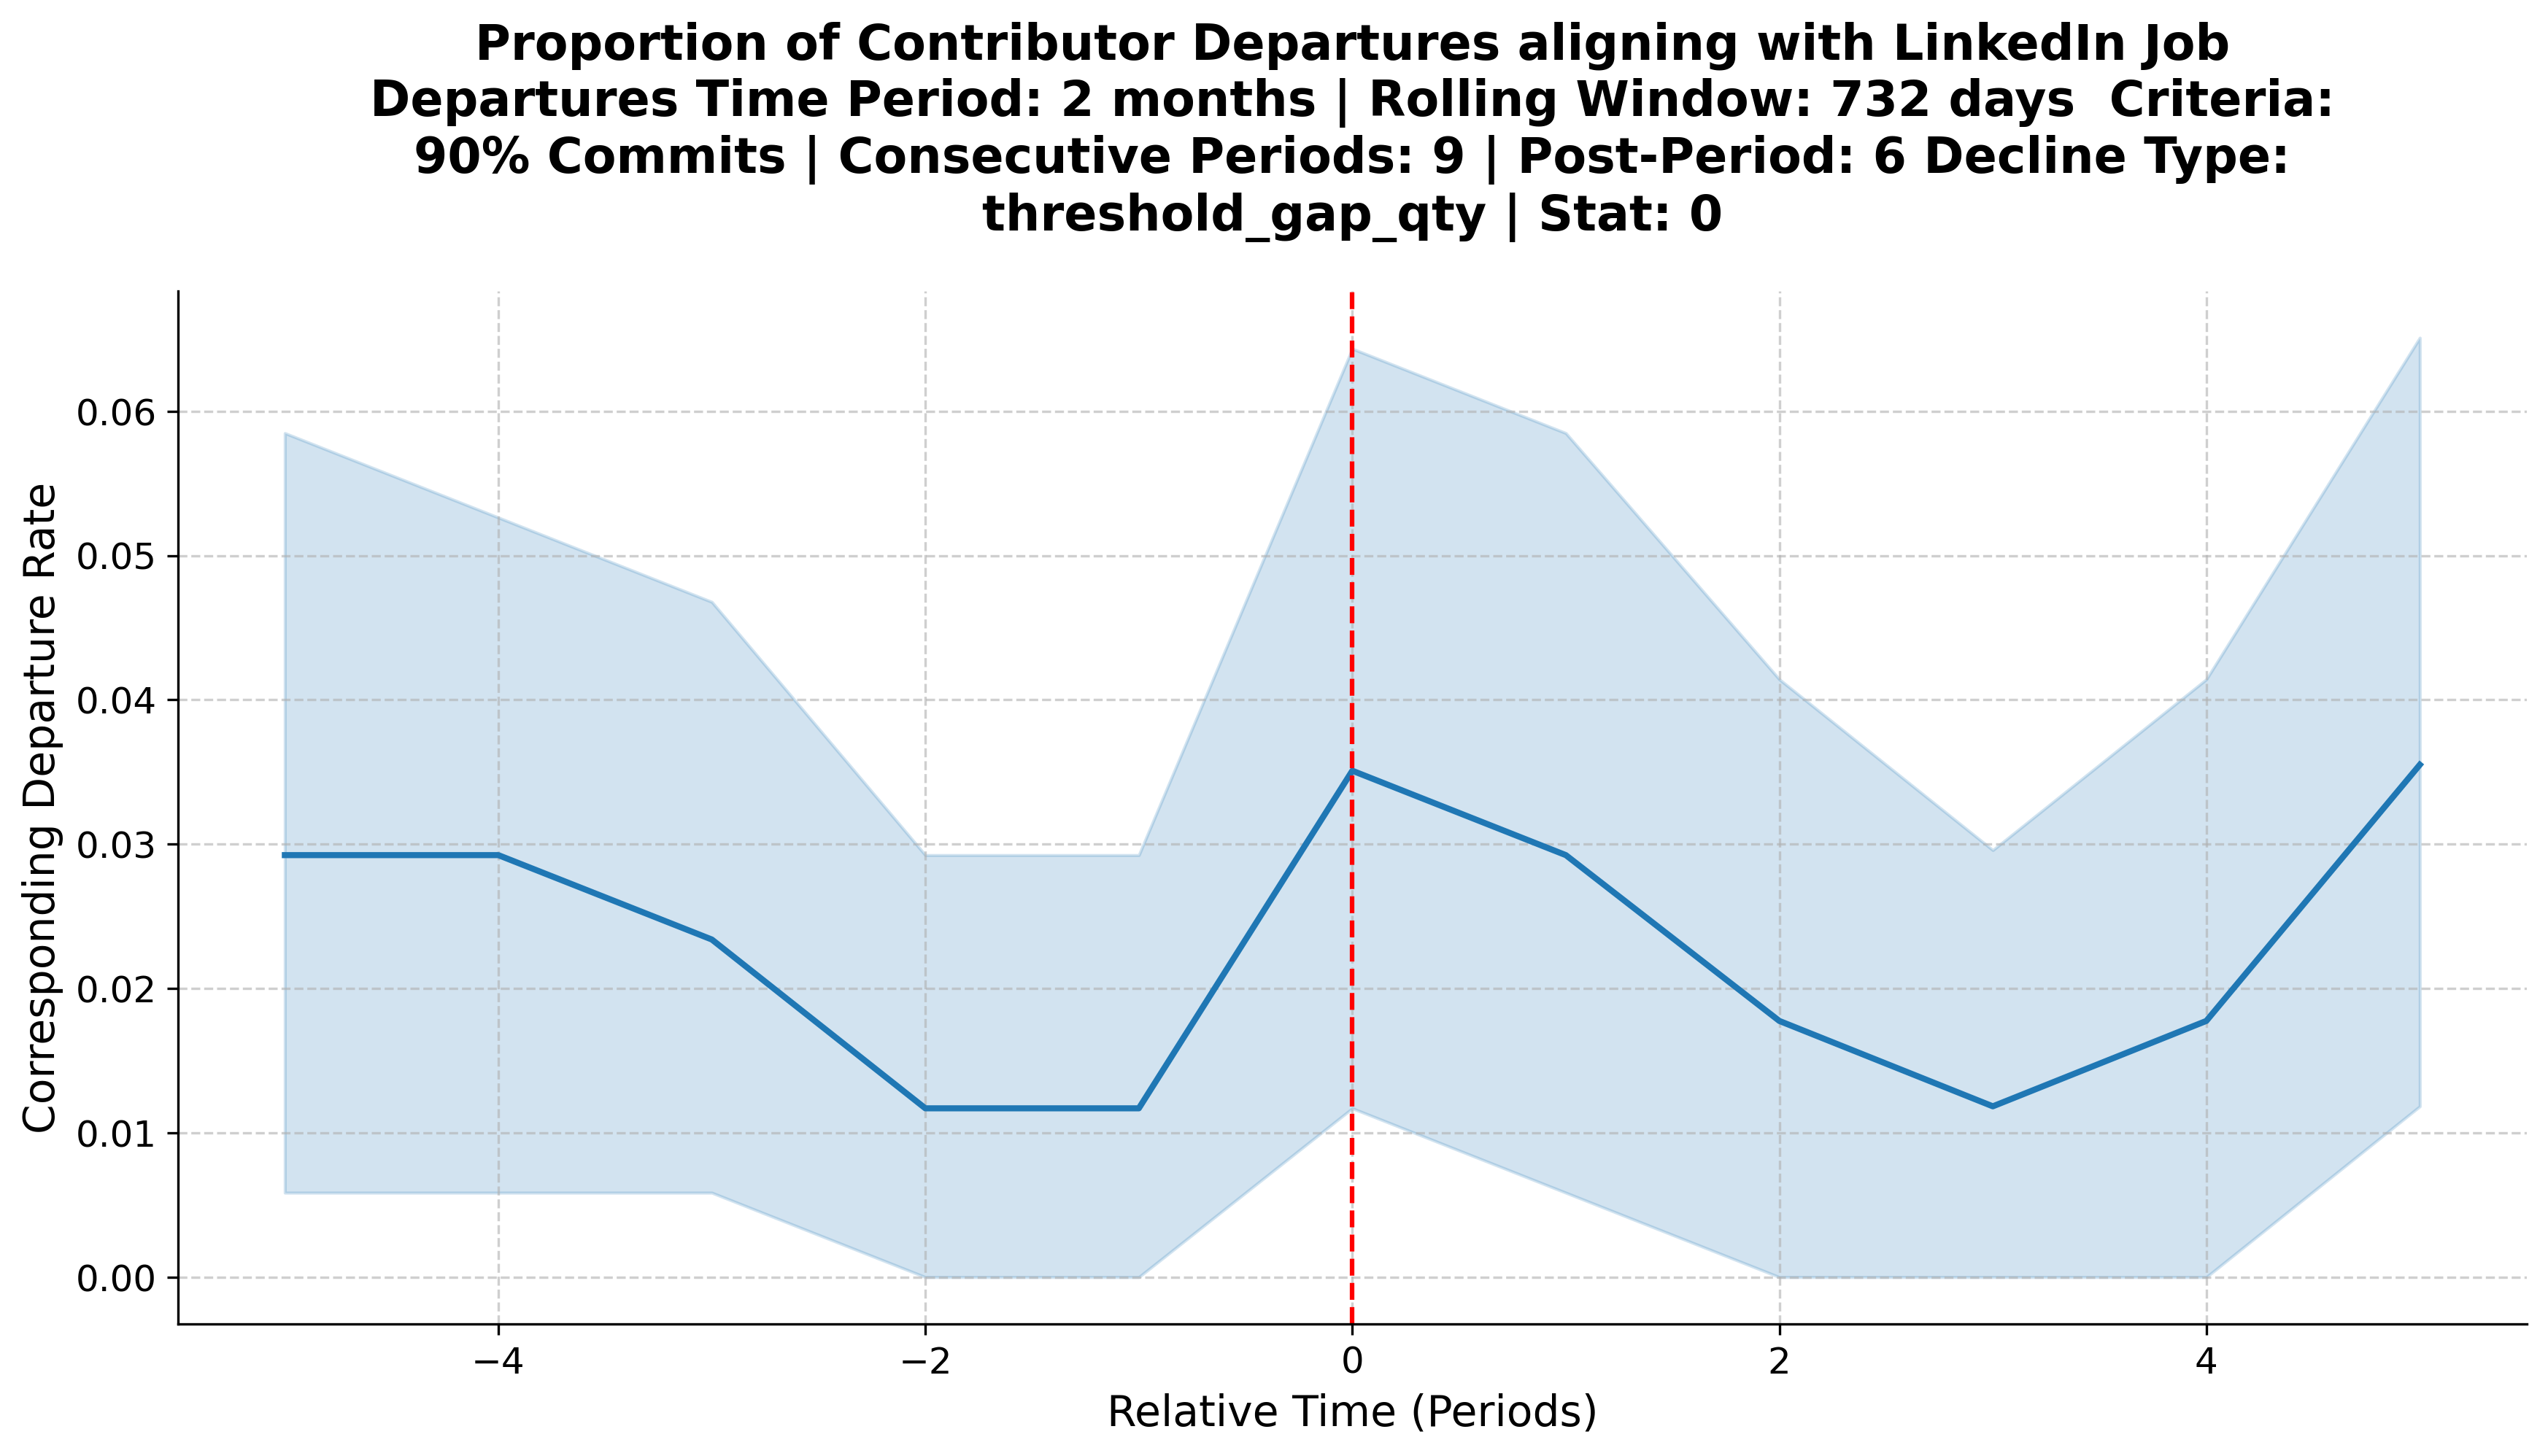 Proportion of Contributor Departures aligning with LinkedIn Job
Departures Time Period: 2 months | Rolling Window: 732 days  Criteria:
90% Commits | Consecutive Periods: 9 | Post-Period: 6 Decline Type:
threshold_gap_qty | Stat: 0
Corresponding Departure Rate
0.06
0.05
0.04
0.03
0.02
0.01
0.00
−4
−2
0
2
4
Relative Time (Periods)